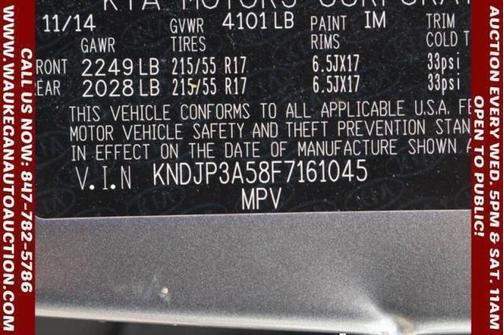 KIA MOTORS CORPORAT
11/14 GVWR 4101 LB PAINT IM TRIM
GAWR TIRES RIMS COLD T
FRONT 2249 LB 215/55 R17 6.5JX17 33psi
REAR 2028 LB 215/55 R17 6.5JX17 33psi
THIS VEHICLE CONFORMS TO ALL APPLICABLE U.S.A. FE
MOTOR VEHICLE SAFETY AND THEFT PREVENTION STAN
IN EFFECT ON THE DATE OF MANUFACTURE SHOWN A
V.I.N KNDJP3A58F7161045
MPV
WWW.WAUKEGANAUTOAUCTION.COM
CALL US NOW: 847-782-5786
AUCTION EVERY WED. 5PM & SAT. 11AM
OPEN TO PUBLIC!